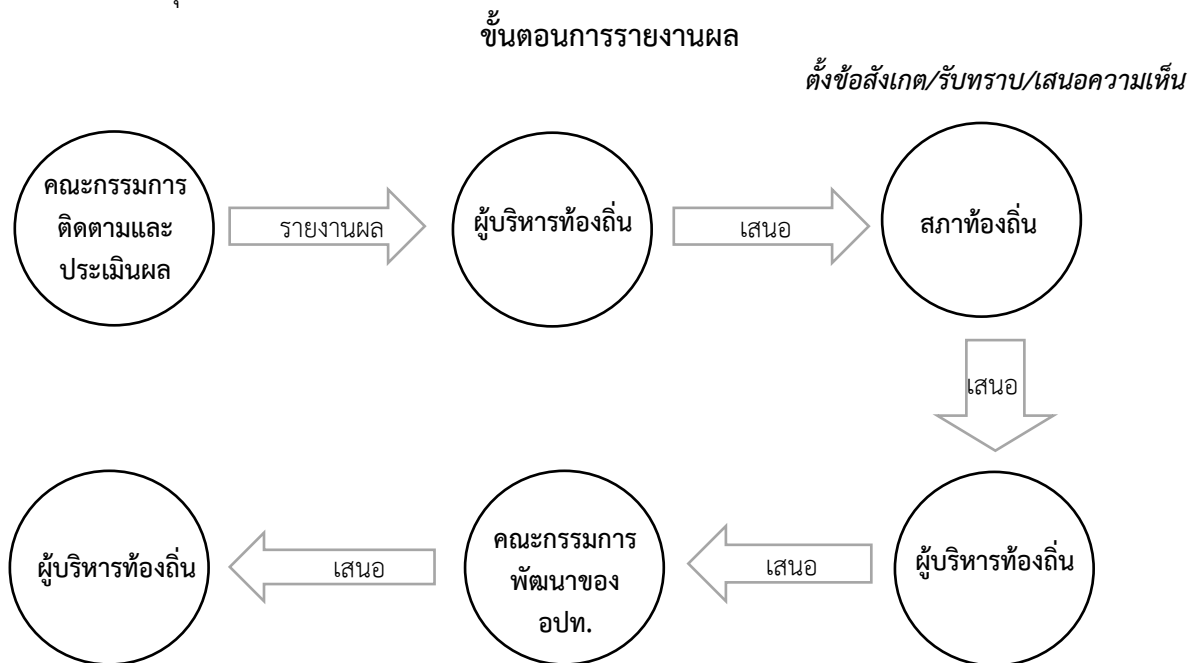 ขั้นตอนการรายงานผล
ตั้งข้อสังเกต/รับทราบ/เสนอความเห็น
คณะกรรมการ
ติดตามและ
ประเมินผล
รายงานผล
ผู้บริหารท้องถิ่น
เสนอ
สภาท้องถิ่น
เสนอ
ผู้บริหารท้องถิ่น
เสนอ
คณะกรรมการ
พัฒนาของ
อปท.
เสนอ
ผู้บริหารท้องถิ่น